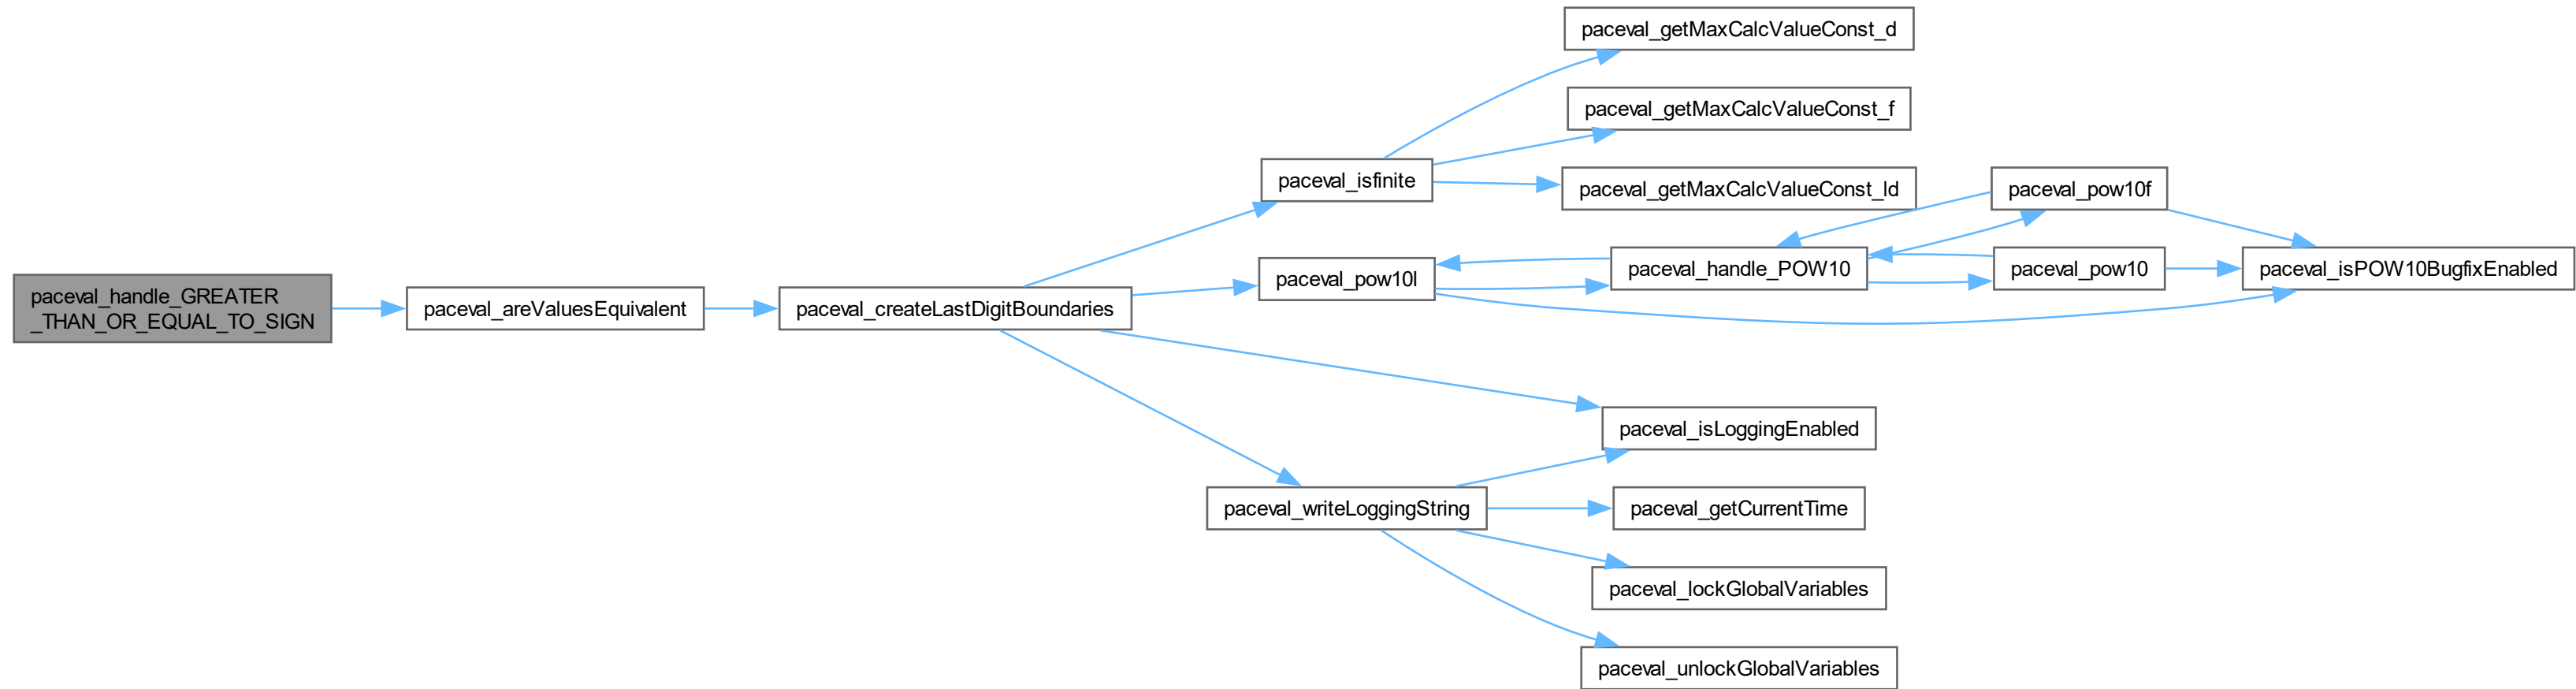 paceval_handle_GREATER
_THAN_OR_EQUAL_TO_SIGN
paceval_areValuesEquivalent
paceval_createLastDigitBoundaries
paceval_isfinite
paceval_getMaxCalcValueConst_d
paceval_getMaxCalcValueConst_f
paceval_getMaxCalcValueConst_ld
paceval_pow10l
paceval_handle_POW10
paceval_pow10f
paceval_pow10
paceval_isPOW10BugfixEnabled
paceval_isLoggingEnabled
paceval_writeLoggingString
paceval_getCurrentTime
paceval_lockGlobalVariables
paceval_unlockGlobalVariables